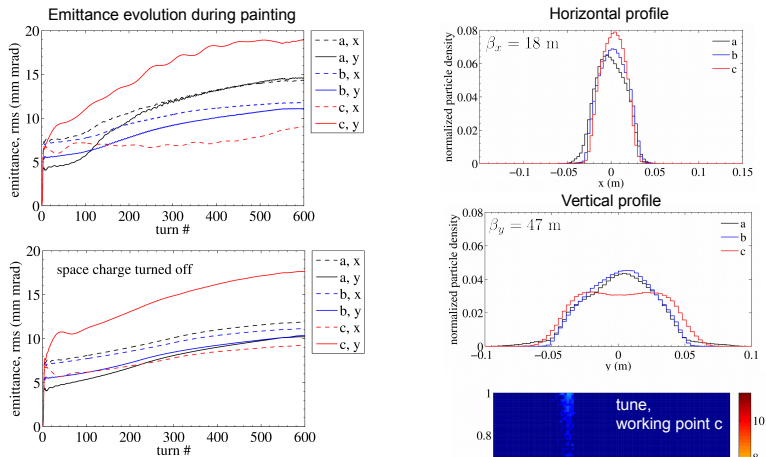 Emittance evolution during painting
emittance, rms (mm mrad)
20
15
10
5
0
0 100 200 300 400 500 600
turn #
a, x
a, y
b, x
b, y
c, x
c, y
space charge turned off
emittance, rms (mm mrad)
20
15
10
5
0
0 100 200 300 400 500 600
turn #
a, x
a, y
b, x
b, y
c, x
c, y
Horizontal profile
βx = 18 m
normalized particle density
0.08
0.06
0.04
0.02
0
−0.1 −0.05 0 0.05 0.1 0.15
x (m)
a
b
c
Vertical profile
βy = 47 m
normalized particle density
0.08
0.06
0.04
0.02
0
−0.1 −0.05 0 0.05 0.1
y (m)
a
b
c
1
0.8
tune,
working point c
10
8